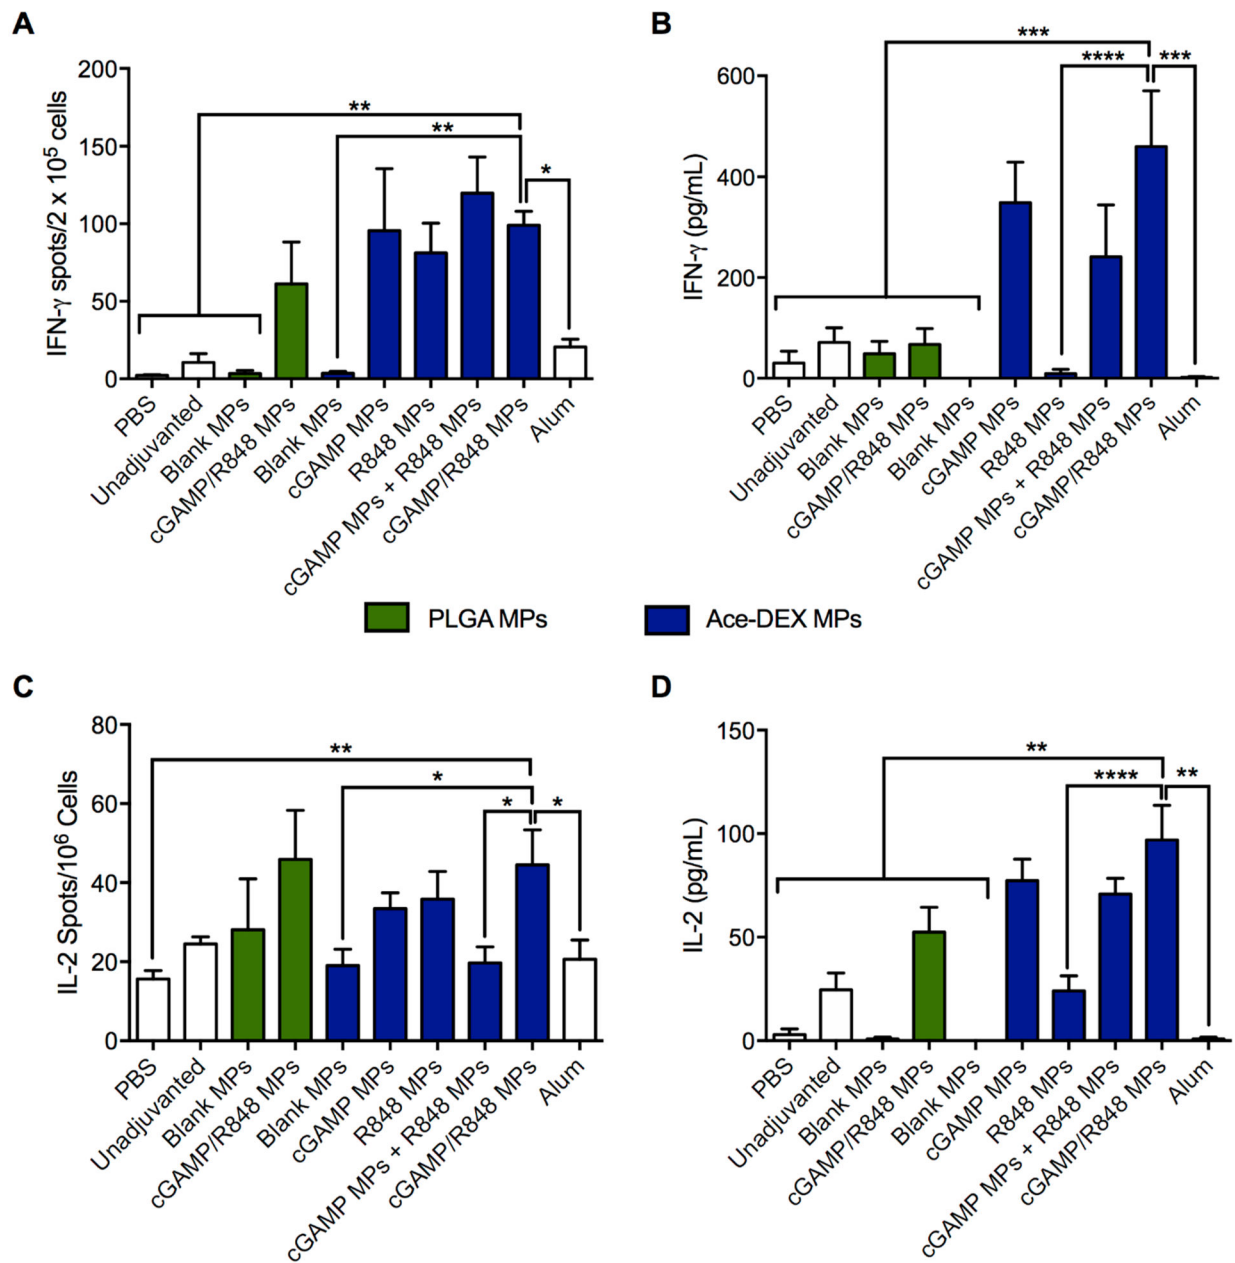 A
IFN-γ spots/2 x 10⁵ cells
200
150
100
50
0
**
**
*
PBS
Unadjuvanted
Blank MPs
cGAMP/R848 MPs
Blank MPs
cGAMP MPs
R848 MPs
cGAMP MPs + R848 MPs
cGAMP/R848 MPs
Alum
B
IFN-γ (pg/mL)
600
400
200
0
***
****
***
PBS
Unadjuvanted
Blank MPs
cGAMP/R848 MPs
Blank MPs
cGAMP MPs
R848 MPs
cGAMP MPs + R848 MPs
cGAMP/R848 MPs
Alum
PLGA MPs
Ace-DEX MPs
C
IL-2 Spots/10⁶ Cells
80
60
40
20
0
**
*
*
*
PBS
Unadjuvanted
Blank MPs
cGAMP/R848 MPs
Blank MPs
cGAMP MPs
R848 MPs
cGAMP MPs + R848 MPs
cGAMP/R848 MPs
Alum
D
IL-2 (pg/mL)
150
100
50
0
**
****
**
PBS
Unadjuvanted
Blank MPs
cGAMP/R848 MPs
Blank MPs
cGAMP MPs
R848 MPs
cGAMP MPs + R848 MPs
cGAMP/R848 MPs
Alum